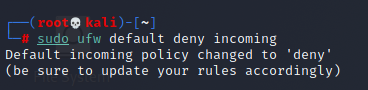 ┌──(root💀kali)-[~]
└─# sudo ufw default deny incoming
Default incoming policy changed to 'deny'
(be sure to update your rules accordingly)